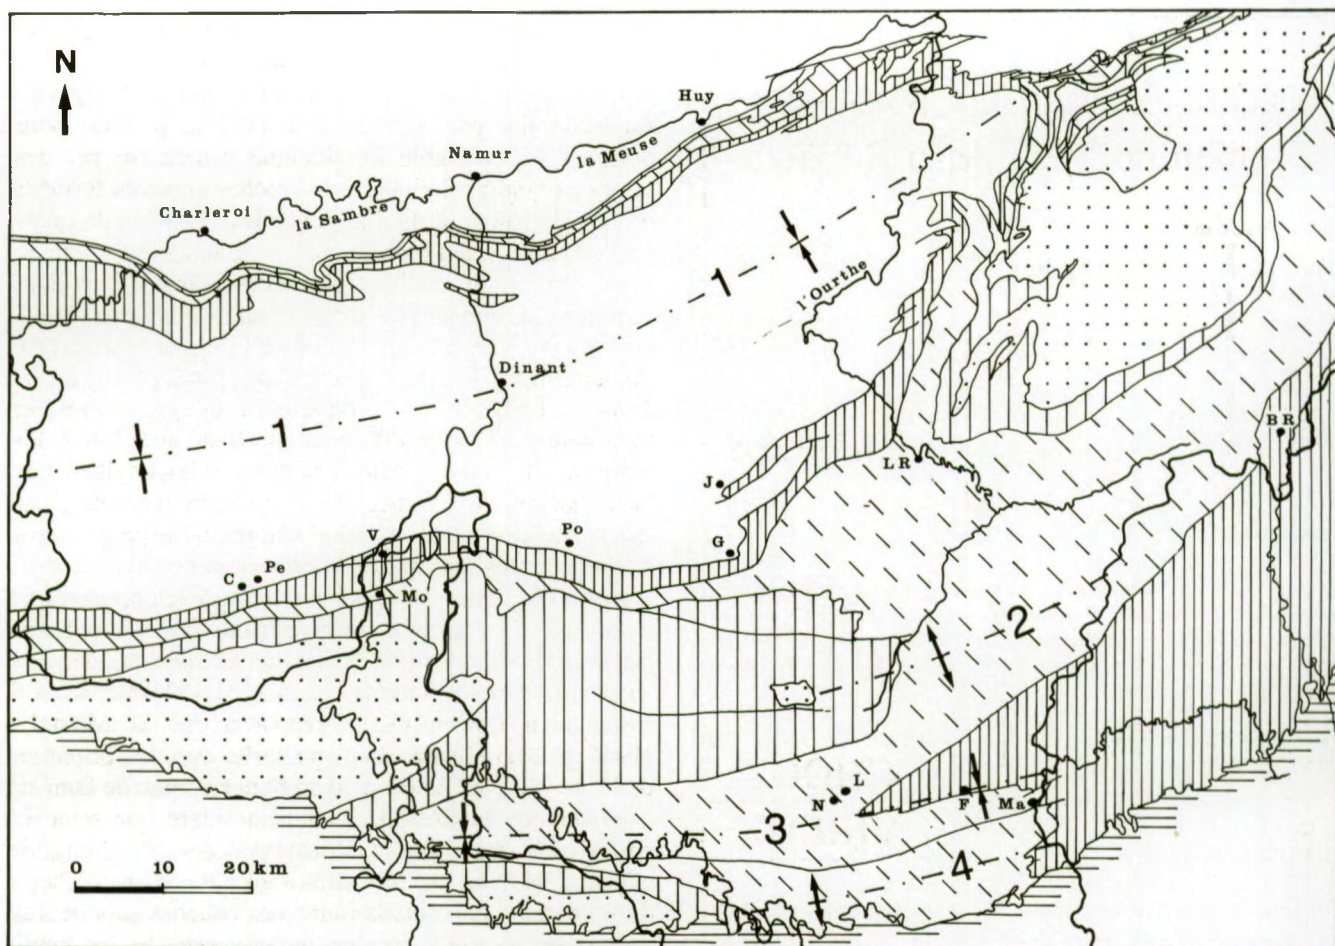 N
Huy
la Meuse
Namur
Charleroi
la Sambre
1
l'Ourthe
Dinant
1
BR
LR
J
Po
V
G
Pe
C
Mo
2
L
N
F
Ma
3
4
0 10 20 km